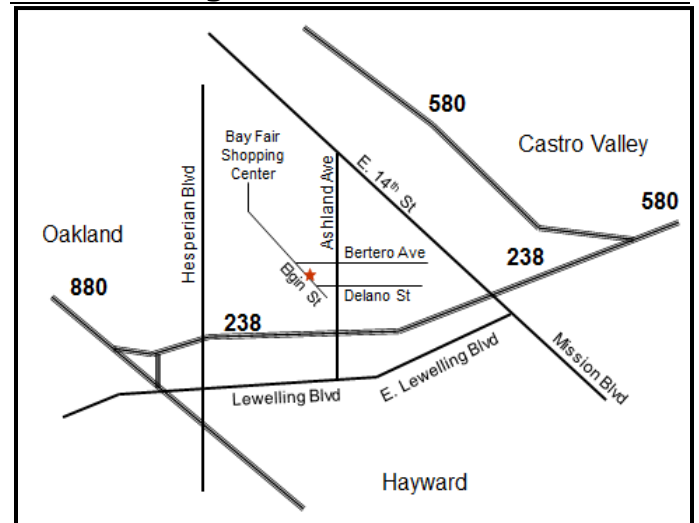 580
Bay Fair
Shopping
Center
Castro Valley
E. 14th St
Ashland Ave
Hesperian Blvd
580
Oakland
Bertero Ave
238
Elgin St
880
Delano St
238
Mission Blvd
E. Lewelling Blvd
Lewelling Blvd
Hayward